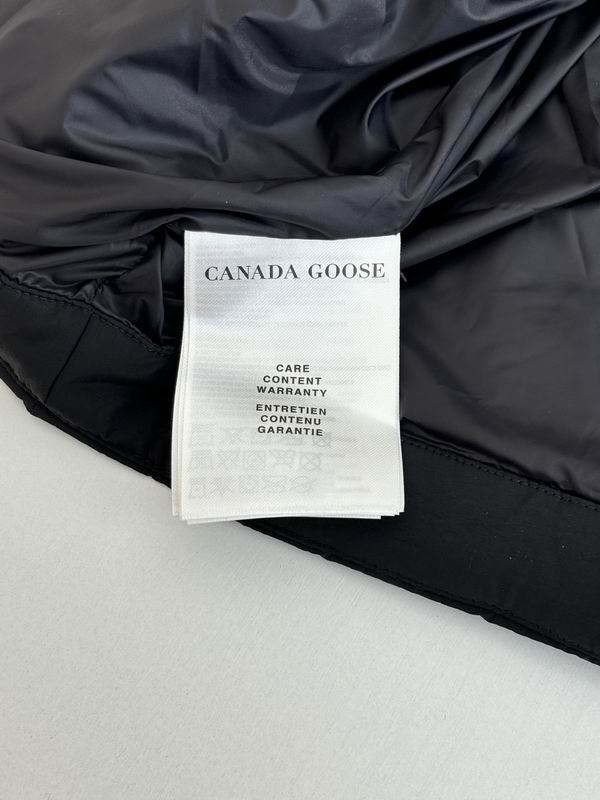 CANADA GOOSE
CARE
CONTENT
WARRANTY
ENTRETIEN
CONTENU
GARANTIE